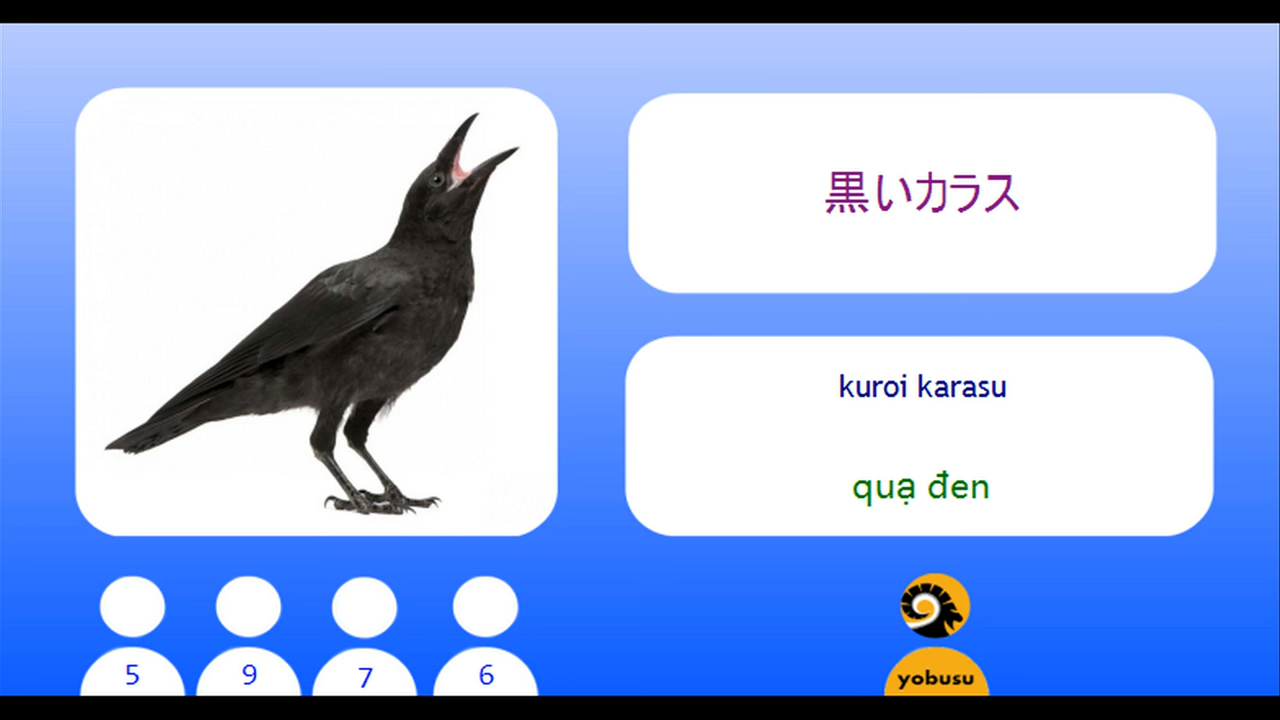 黒いカラス
kuroi karasu
quạ đen
5 9 7 6
yobusu